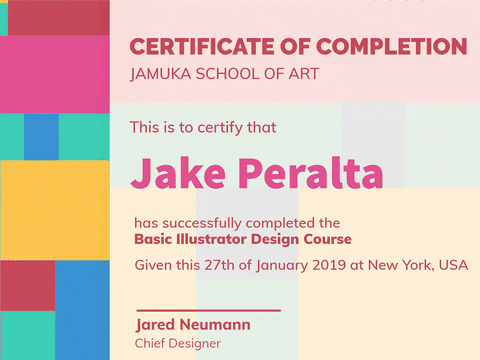 CERTIFICATE OF COMPLETION
JAMUKA SCHOOL OF ART
This is to certify that
Jake Peralta
has successfully completed the
Basic Illustrator Design Course
Given this 27th of January 2019 at New York, USA
Jared Neumann
Chief Designer